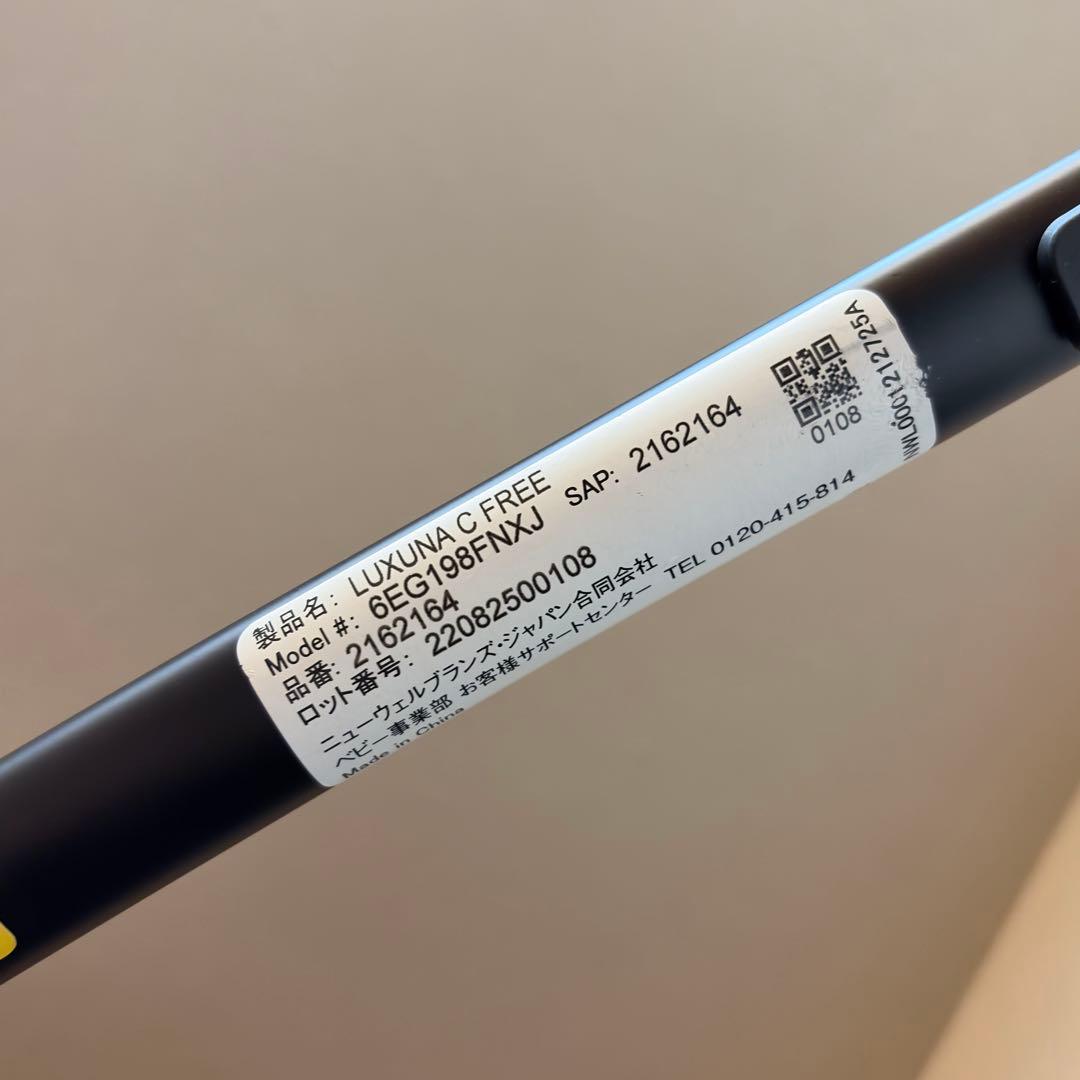 製品名: LUXUNA C FREE
Model #: 6EG198FNXJ SAP: 2162164
品番: 2162164
ロット番号: 22082500108
ニューウェルブランズ・ジャパン合同会社
ベビー事業部 お客様サポートセンター TEL 0120-415-814
Made in China
0108
NWL0001212725A